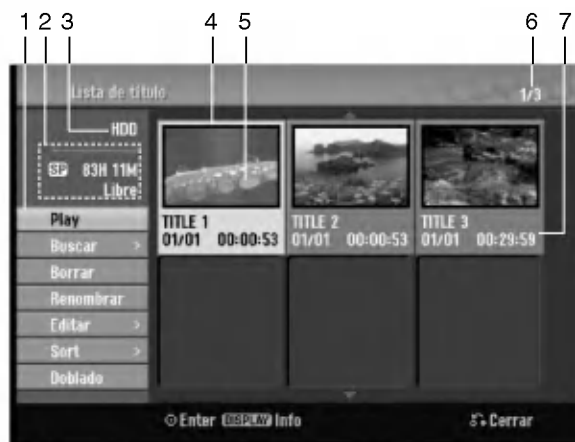 1 2 3 4 5 6 7
Lista de título
1/3
HDD
SP 83H 11M
Libre
Play
Buscar >
Borrar
Renombrar
Editar >
Sort >
Doblado
TITLE 1
01/01 00:00:53
TITLE 2
01/01 00:00:53
TITLE 3
01/01 00:29:59
Enter DISPLAY Info
Cerrar